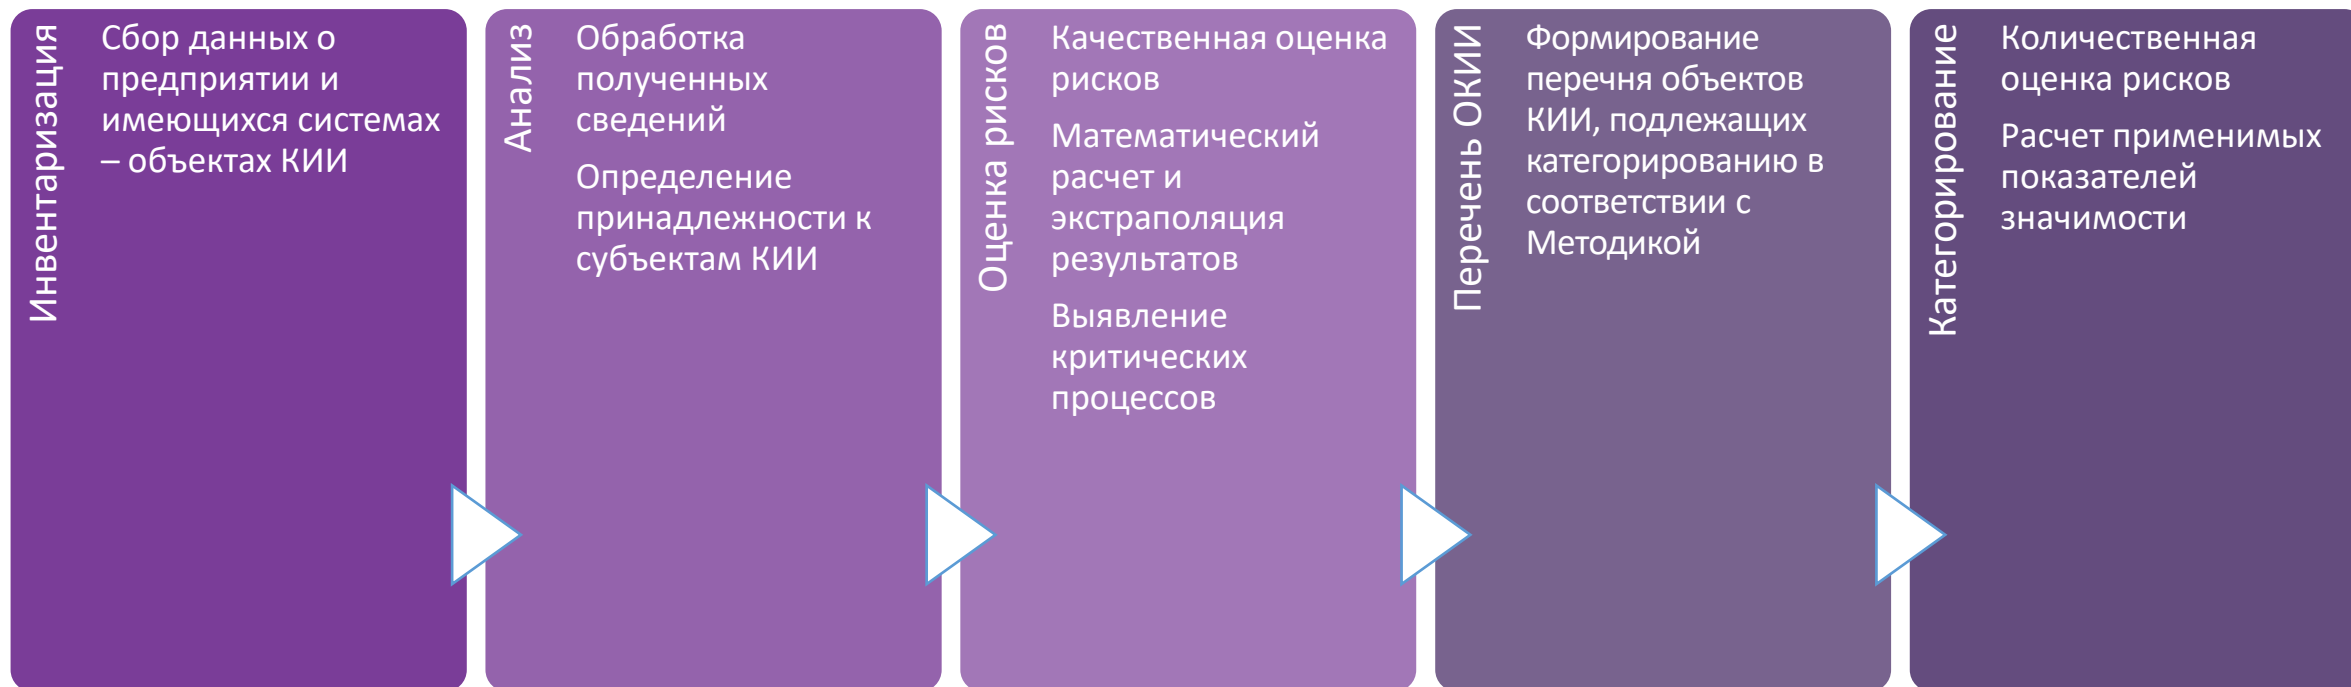 Инвентаризация
Сбор данных о
предприятии и
имеющихся системах
– объектах КИИ
Анализ
Обработка
полученных
сведений
Определение
принадлежности к
субъектам КИИ
Оценка рисков
Качественная оценка
рисков
Математический
расчет и
экстраполяция
результатов
Выявление
критических
процессов
Перечень ОКИИ
Формирование
перечня объектов
КИИ, подлежащих
категорированию в
соответствии с
Методикой
Категорирование
Количественная
оценка рисков
Расчет применимых
показателей
значимости